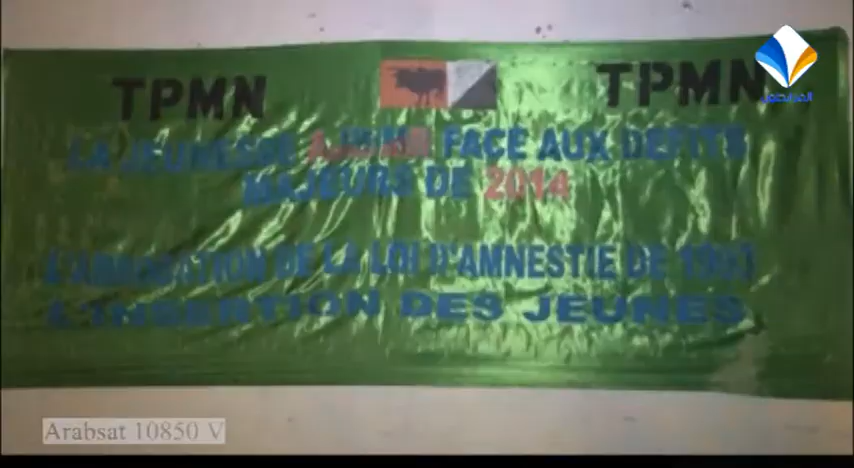 TPMN TPMN
المرابطون
LA JEUNESSE FACE AUX DEFITS
MAJEURS DE 2014
L'ABROGATION DE LA LOI D'AMNESTIE DE
L'INSERTION DES JEUNES
Arabsat 10850 V